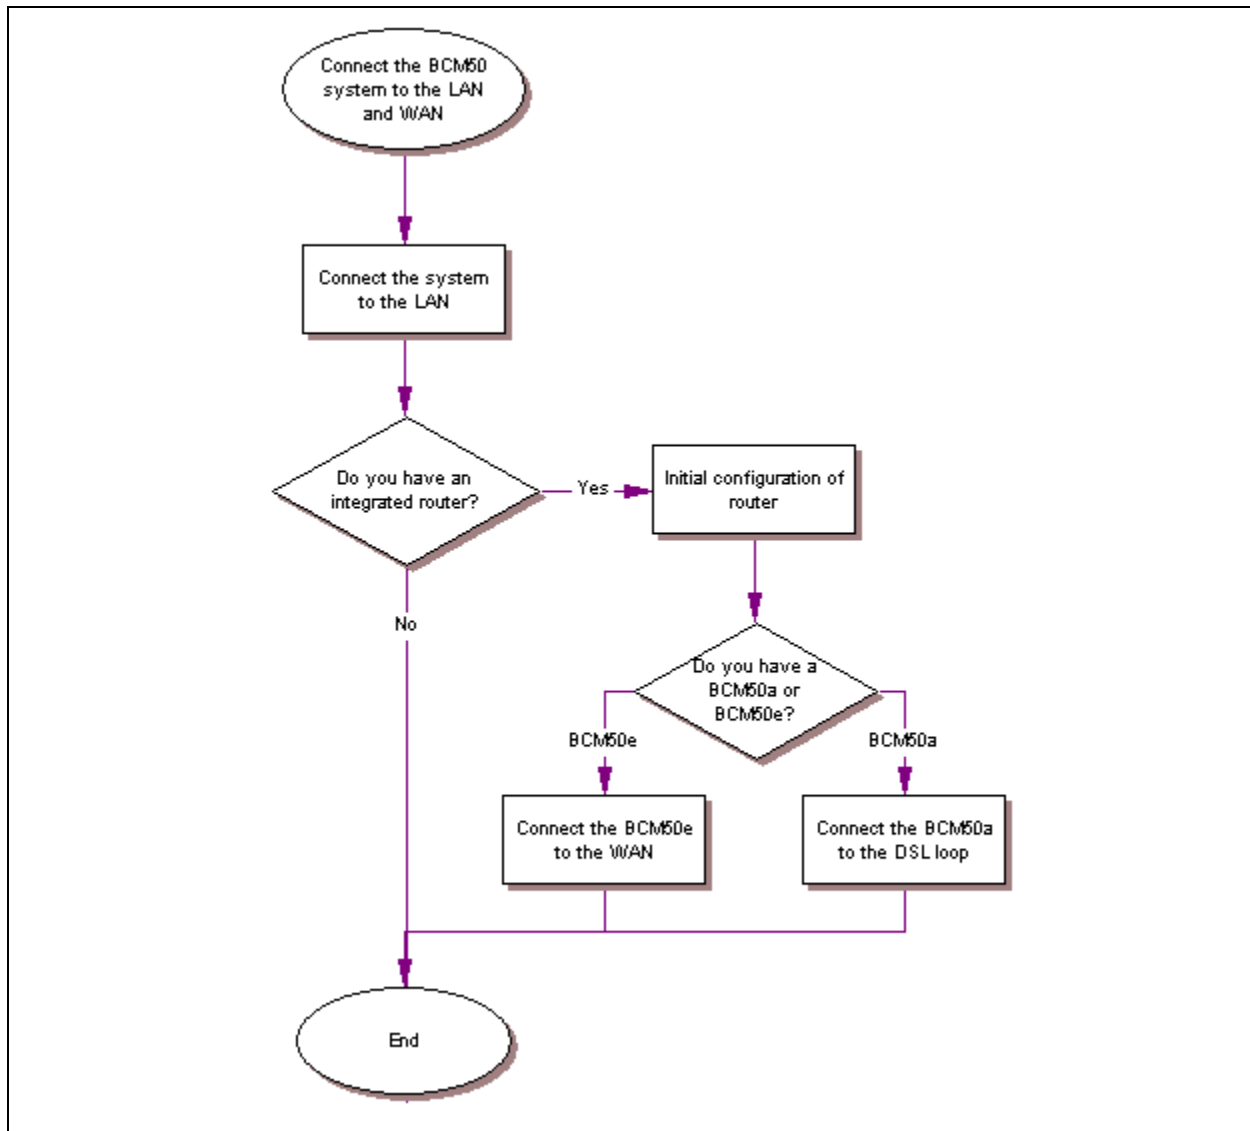 Connect the BCM50
system to the LAN
and WAN
Connect the system
to the LAN
Do you have an
integrated router?
Yes
Initial configuration of
router
No
Do you have a
BCM50a or
BCM50e?
BCM50e
BCM50a
Connect the BCM50e
to the WAN
Connect the BCM50a
to the DSL loop
End